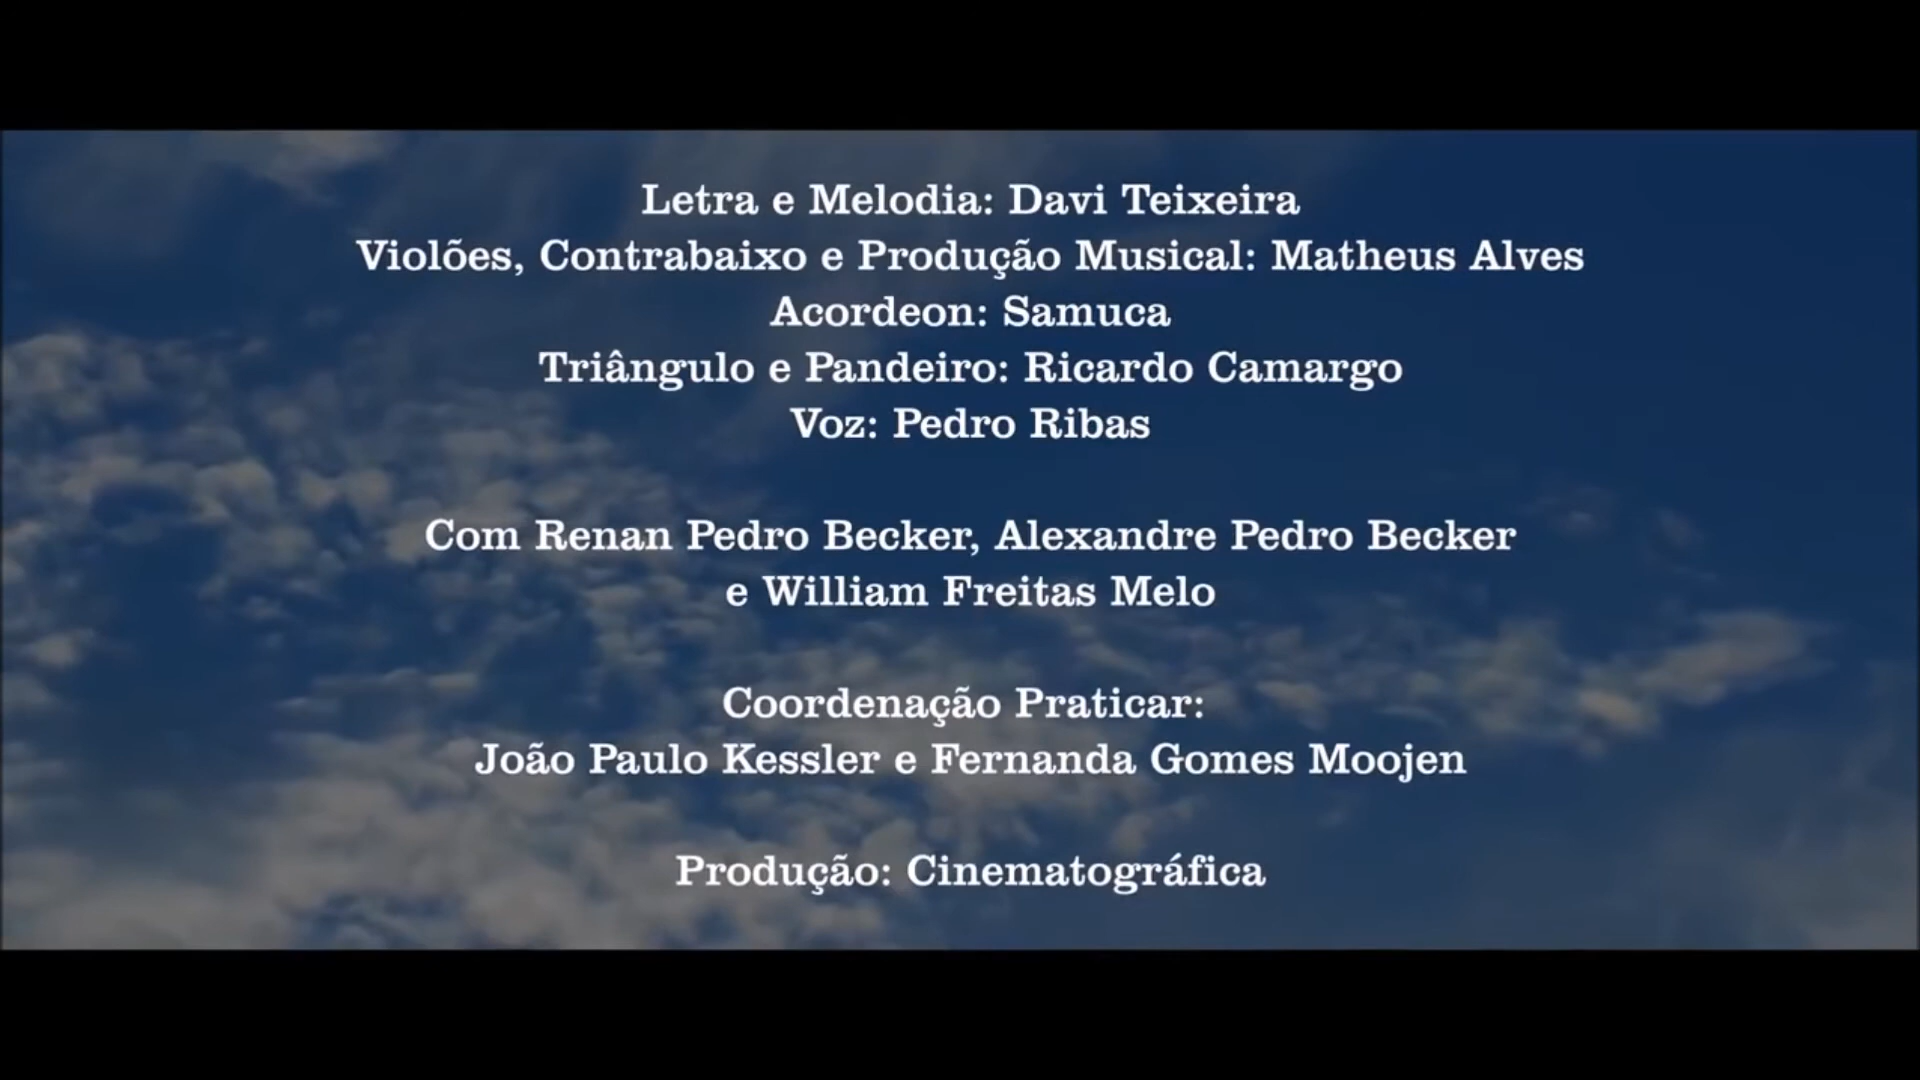 Letra e Melodia: Davi Teixeira
Violões, Contrabaixo e Produção Musical: Matheus Alves
Acordeon: Samuca
Triângulo e Pandeiro: Ricardo Camargo
Voz: Pedro Ribas
Com Renan Pedro Becker, Alexandre Pedro Becker
e William Freitas Melo
Coordenação Praticar:
João Paulo Kessler e Fernanda Gomes Moojen
Produção: Cinematográfica